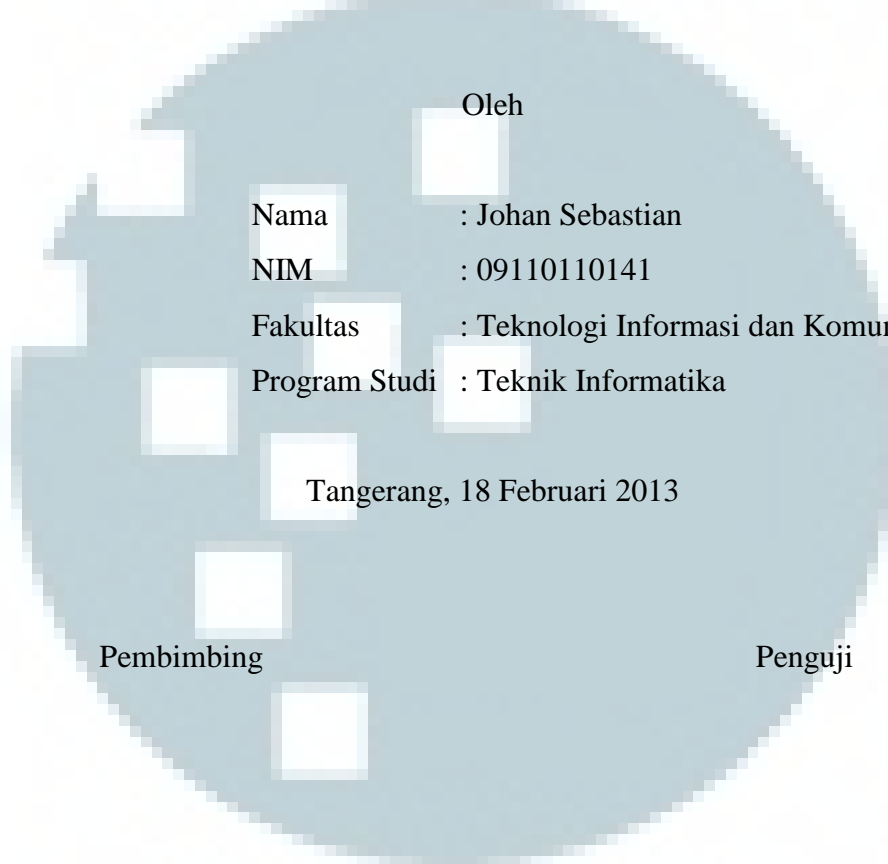 Oleh
Nama : Johan Sebastian
NIM : 09110110141
Fakultas : Teknologi Informasi dan
Program Studi : Teknik Informatika
Tangerang, 18 Februari 2013
Pembimbing Penguji